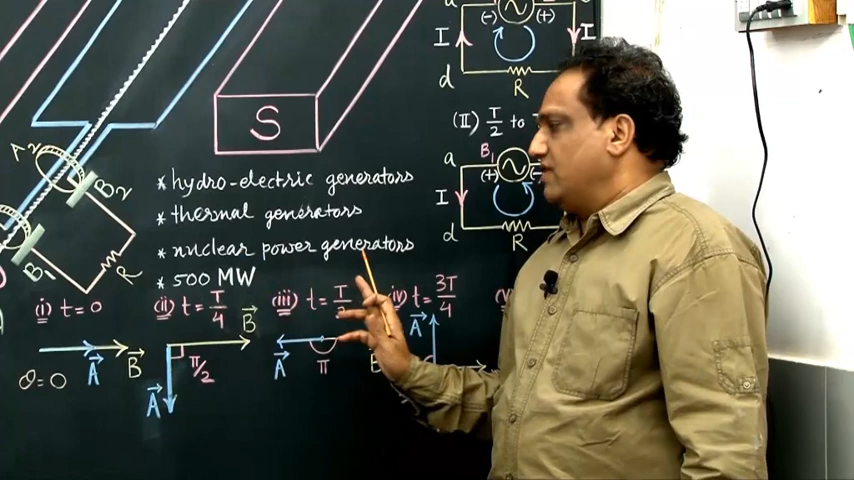 a (-) (+)
I I
d R
S
(II) T/2 to
a B₁ (+) (-
I
d R
B₂
B₁
R
* hydro-electric generators
* thermal generators
* nuclear power generators
* 500 MW
(i) t=0
θ=0 A⃗ B⃗
(ii) t=T/4
B⃗
π/2
A⃗
(iii) t=T/
A⃗ π B
(iv) t=3T/4
A⃗